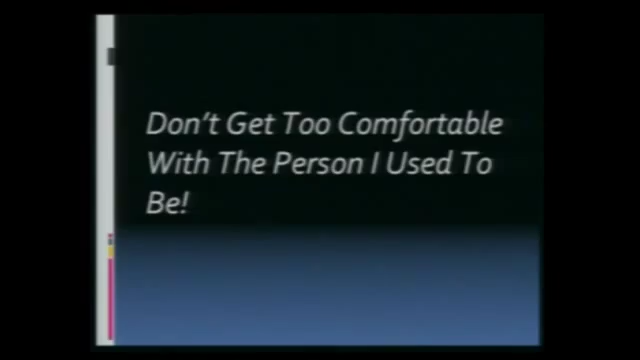 Don't Get Too Comfortable
With The Person I Used To
Be!